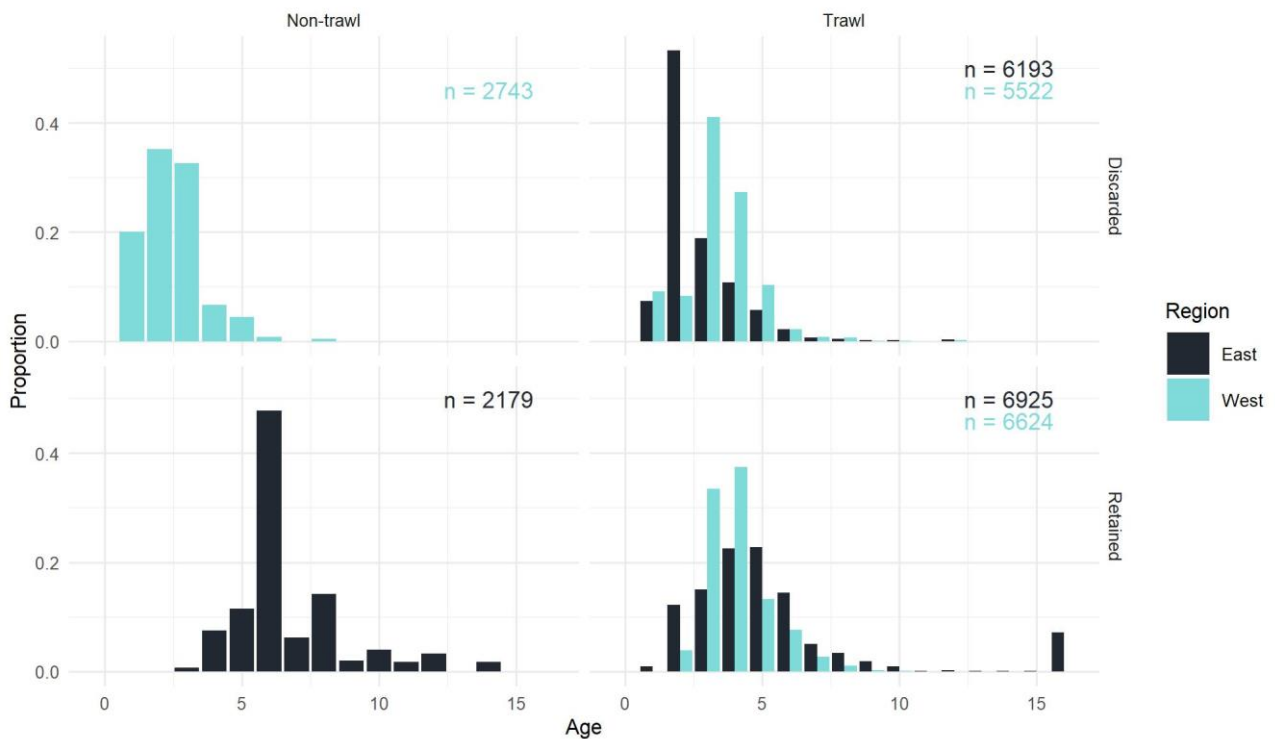 Non-trawl
Trawl
n = 2743
n = 6193
n = 5522
0.4
0.2
0.0
Discarded
n = 2179
n = 6925
n = 6624
0.4
0.2
0.0
Retained
Proportion
0 5 10 15
0 5 10 15
Age
Region
East
West